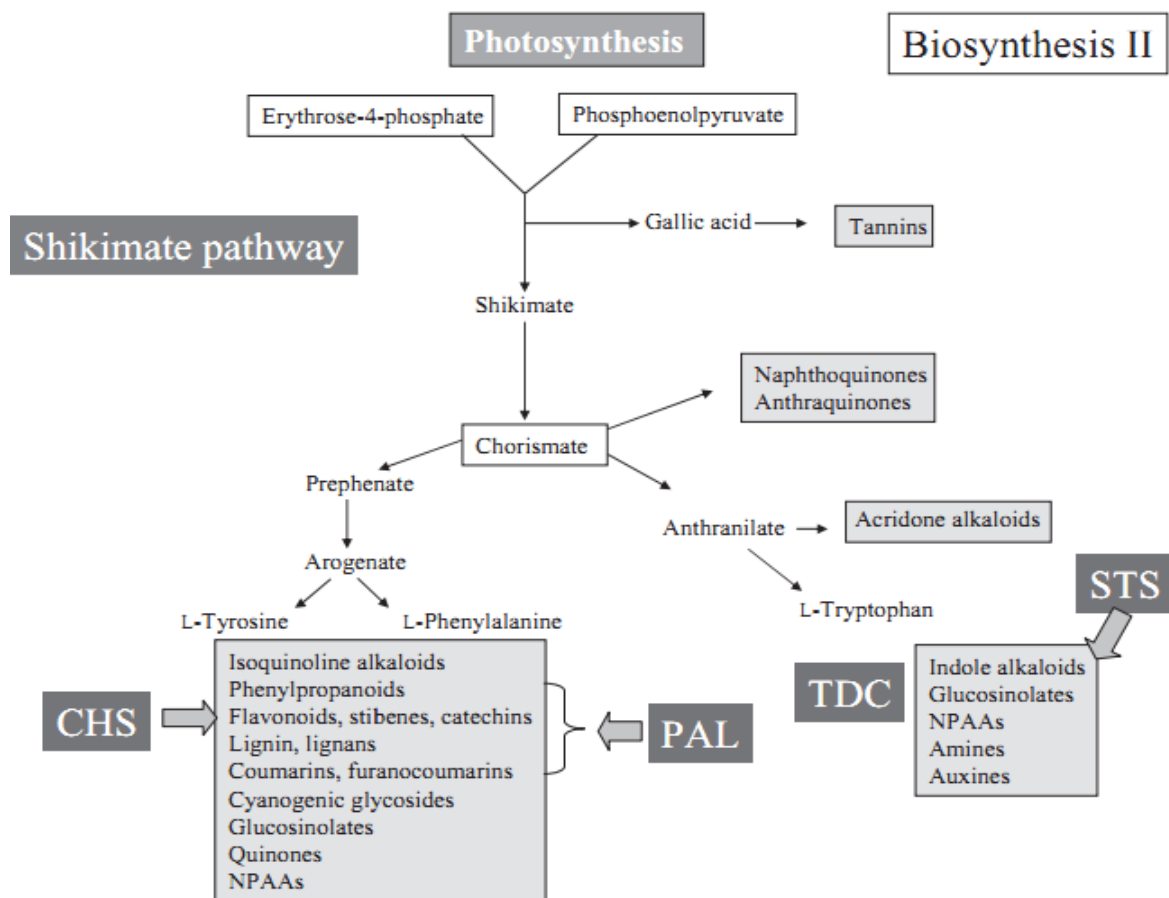 Photosynthesis
Biosynthesis II
Erythrose-4-phosphate
Phosphoenolpyruvate
Gallic acid
Tannins
Shikimate pathway
Shikimate
Naphthoquinones
Anthraquinones
Chorismate
Prephenate
Anthranilate
Acridone alkaloids
Arogenate
L-Tyrosine
L-Phenylalanine
L-Tryptophan
STS
Isoquinoline alkaloids
Phenylpropanoids
Flavonoids, stibenes, catechins
Lignin, lignans
Coumarins, furanocoumarins
Cyanogenic glycosides
Glucosinolates
Quinones
NPAAs
CHS
PAL
TDC
Indole alkaloids
Glucosinolates
NPAAs
Amines
Auxines